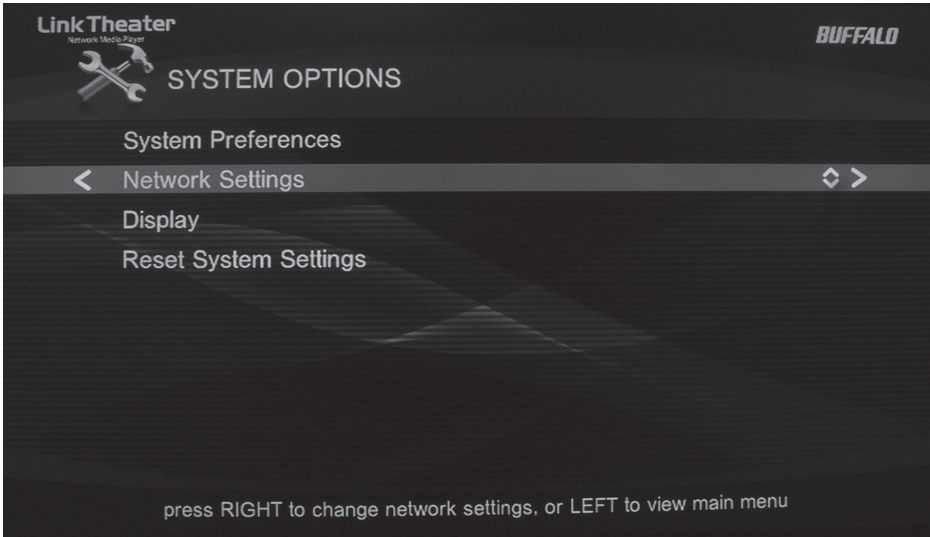 LinkTheater
Network Media Player
BUFFALO
SYSTEM OPTIONS
System Preferences
Network Settings
Display
Reset System Settings
press RIGHT to change network settings, or LEFT to view main menu